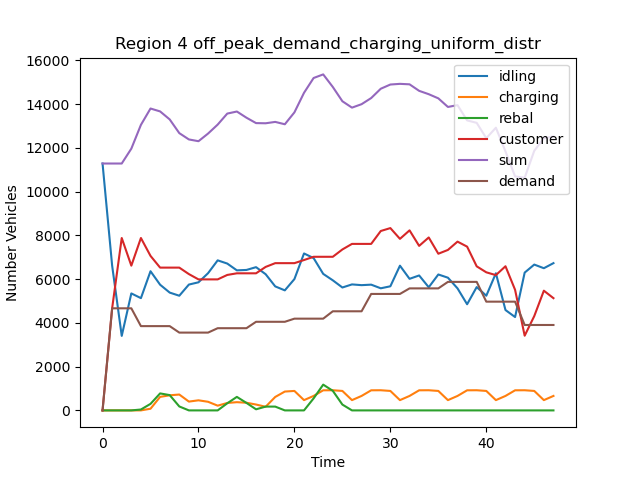 Region 4 off_peak_demand_charging_uniform_distr
16000
14000
12000
10000
8000
6000
4000
2000
0
Number Vehicles
idling
charging
rebal
customer
sum
demand
0 10 20 30 40
Time